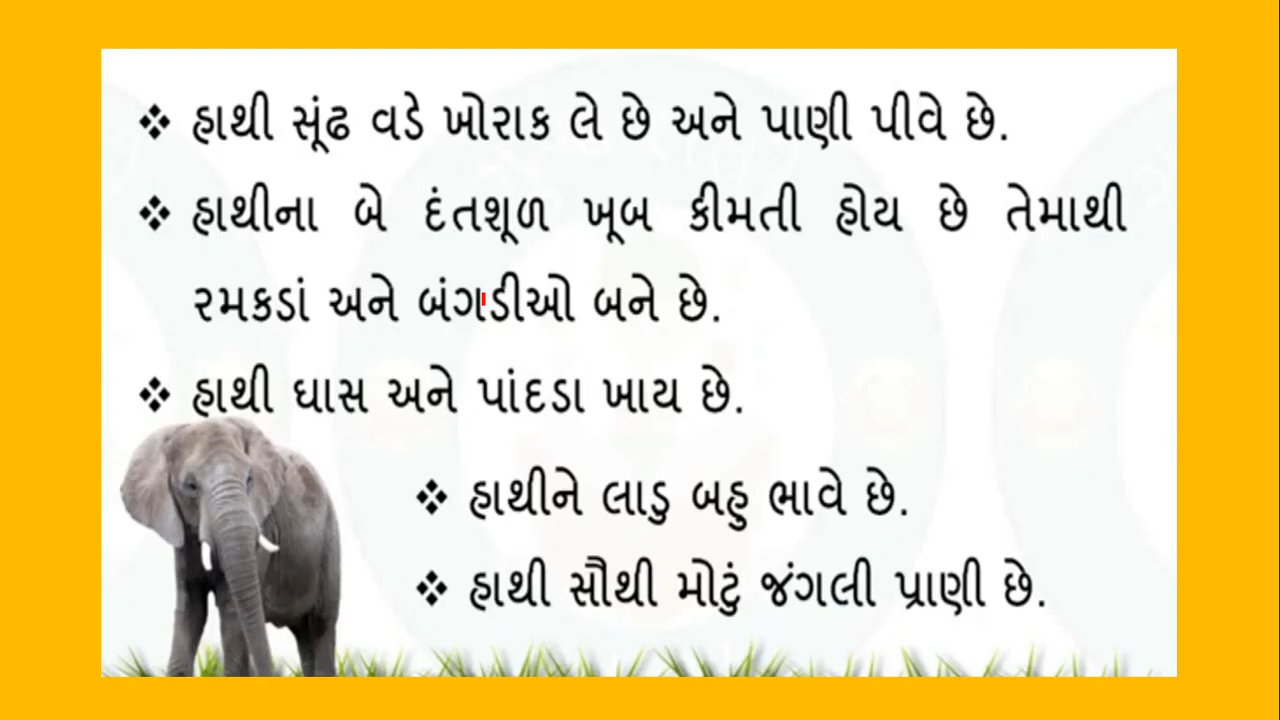 ❖ હાથી સૂંઢ વડે ખોરાક લે છે અને પાણી પીવે છે.
❖ હાથીના બે દંતશૂળ ખૂબ કીમતી હોય છે તેમાથી
રમકડાં અને બંગડીઓ બને છે.
❖ હાથી ઘાસ અને પાંદડા ખાય છે.
❖ હાથીને લાડુ બહુ ભાવે છે.
❖ હાથી સૌથી મોટું જંગલી પ્રાણી છે.